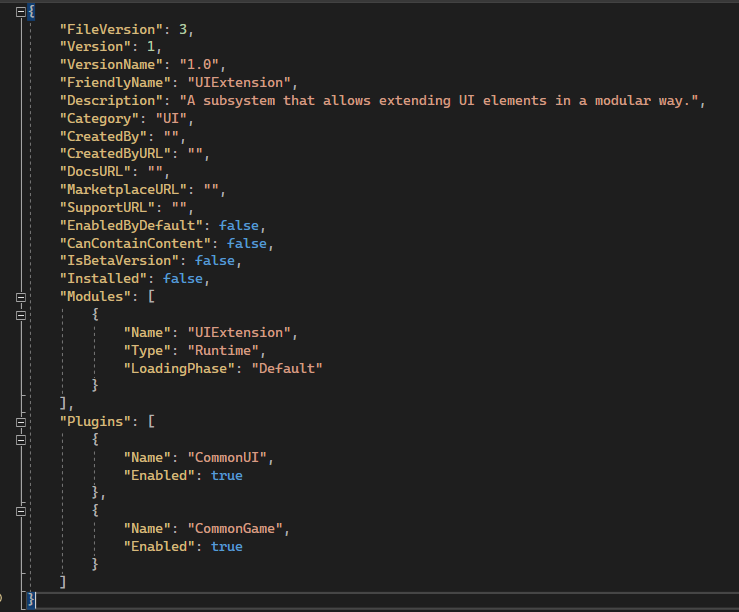 {
    "FileVersion": 3,
    "Version": 1,
    "VersionName": "1.0",
    "FriendlyName": "UIExtension",
    "Description": "A subsystem that allows extending UI elements in a modular way.",
    "Category": "UI",
    "CreatedBy": "",
    "CreatedByURL": "",
    "DocsURL": "",
    "MarketplaceURL": "",
    "SupportURL": "",
    "EnabledByDefault": false,
    "CanContainContent": false,
    "IsBetaVersion": false,
    "Installed": false,
    "Modules": [
        {
            "Name": "UIExtension",
            "Type": "Runtime",
            "LoadingPhase": "Default"
        }
    ],
    "Plugins": [
        {
            "Name": "CommonUI",
            "Enabled": true
        },
        {
            "Name": "CommonGame",
            "Enabled": true
        }
    ]
}